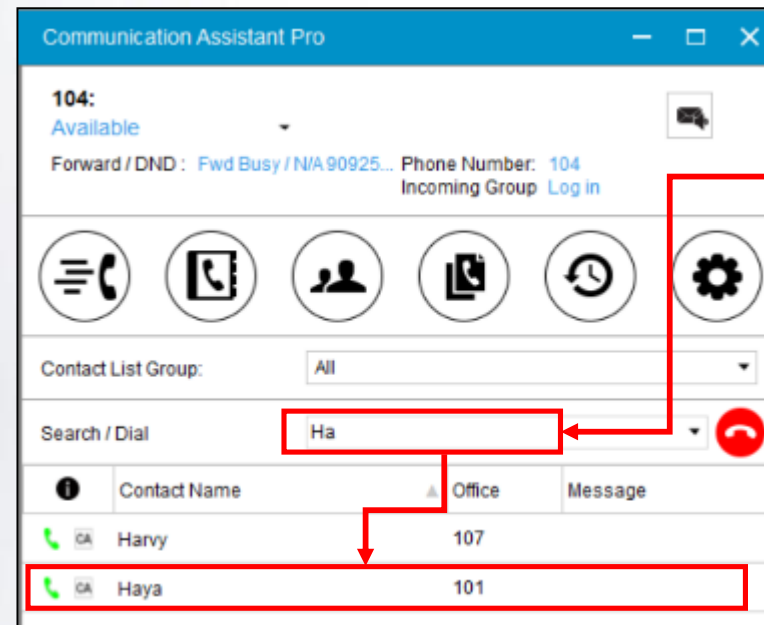 Communication Assistant Pro
104:
Available
Forward / DND : Fwd Busy / N/A 90925... Phone Number: 104
Incoming Group Log in
Contact List Group: All
Search / Dial Ha
Contact Name Office Message
CA Harvy 107
CA Haya 101